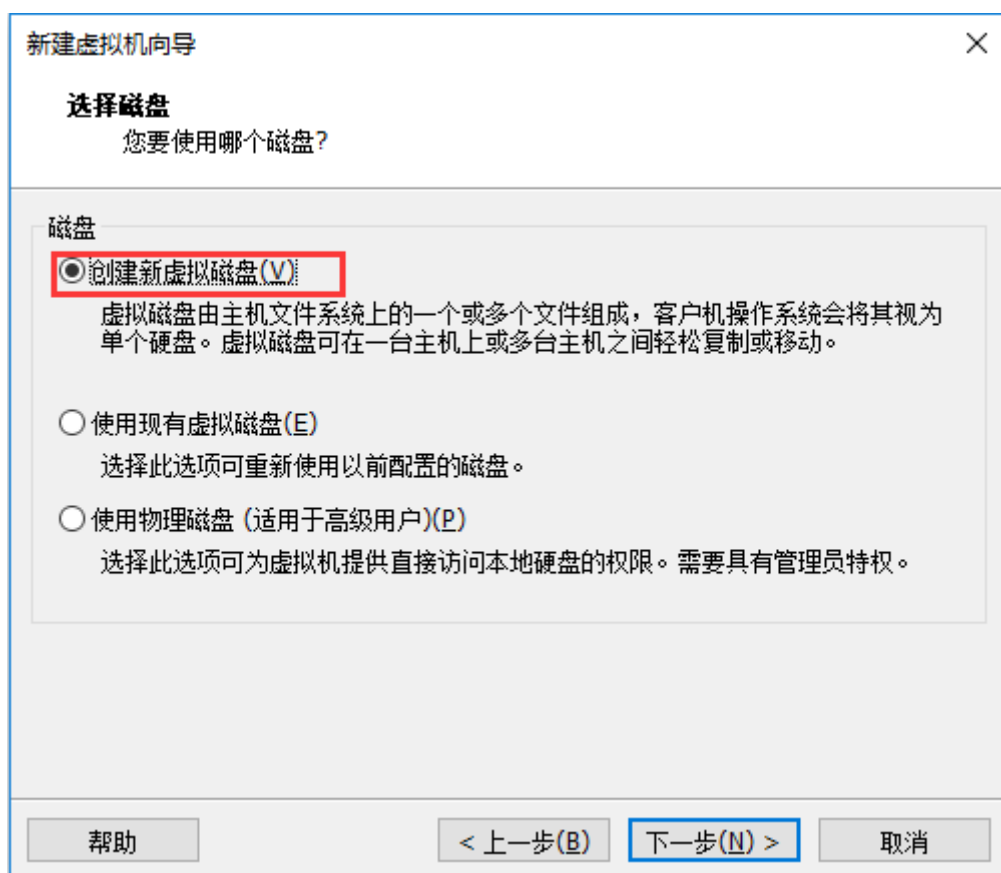 新建虚拟机向导
选择磁盘
您要使用哪个磁盘?
磁盘
创建新虚拟磁盘(V)
虚拟磁盘由主机文件系统上的一个或多个文件组成，客户机操作系统会将其视为
单个硬盘。虚拟磁盘可在一台主机上或多台主机之间轻松复制或移动。
使用现有虚拟磁盘(E)
选择此选项可重新使用以前配置的磁盘。
使用物理磁盘 (适用于高级用户)(P)
选择此选项可为虚拟机提供直接访问本地硬盘的权限。需要具有管理员特权。
帮助 < 上一步(B) 下一步(N) > 取消